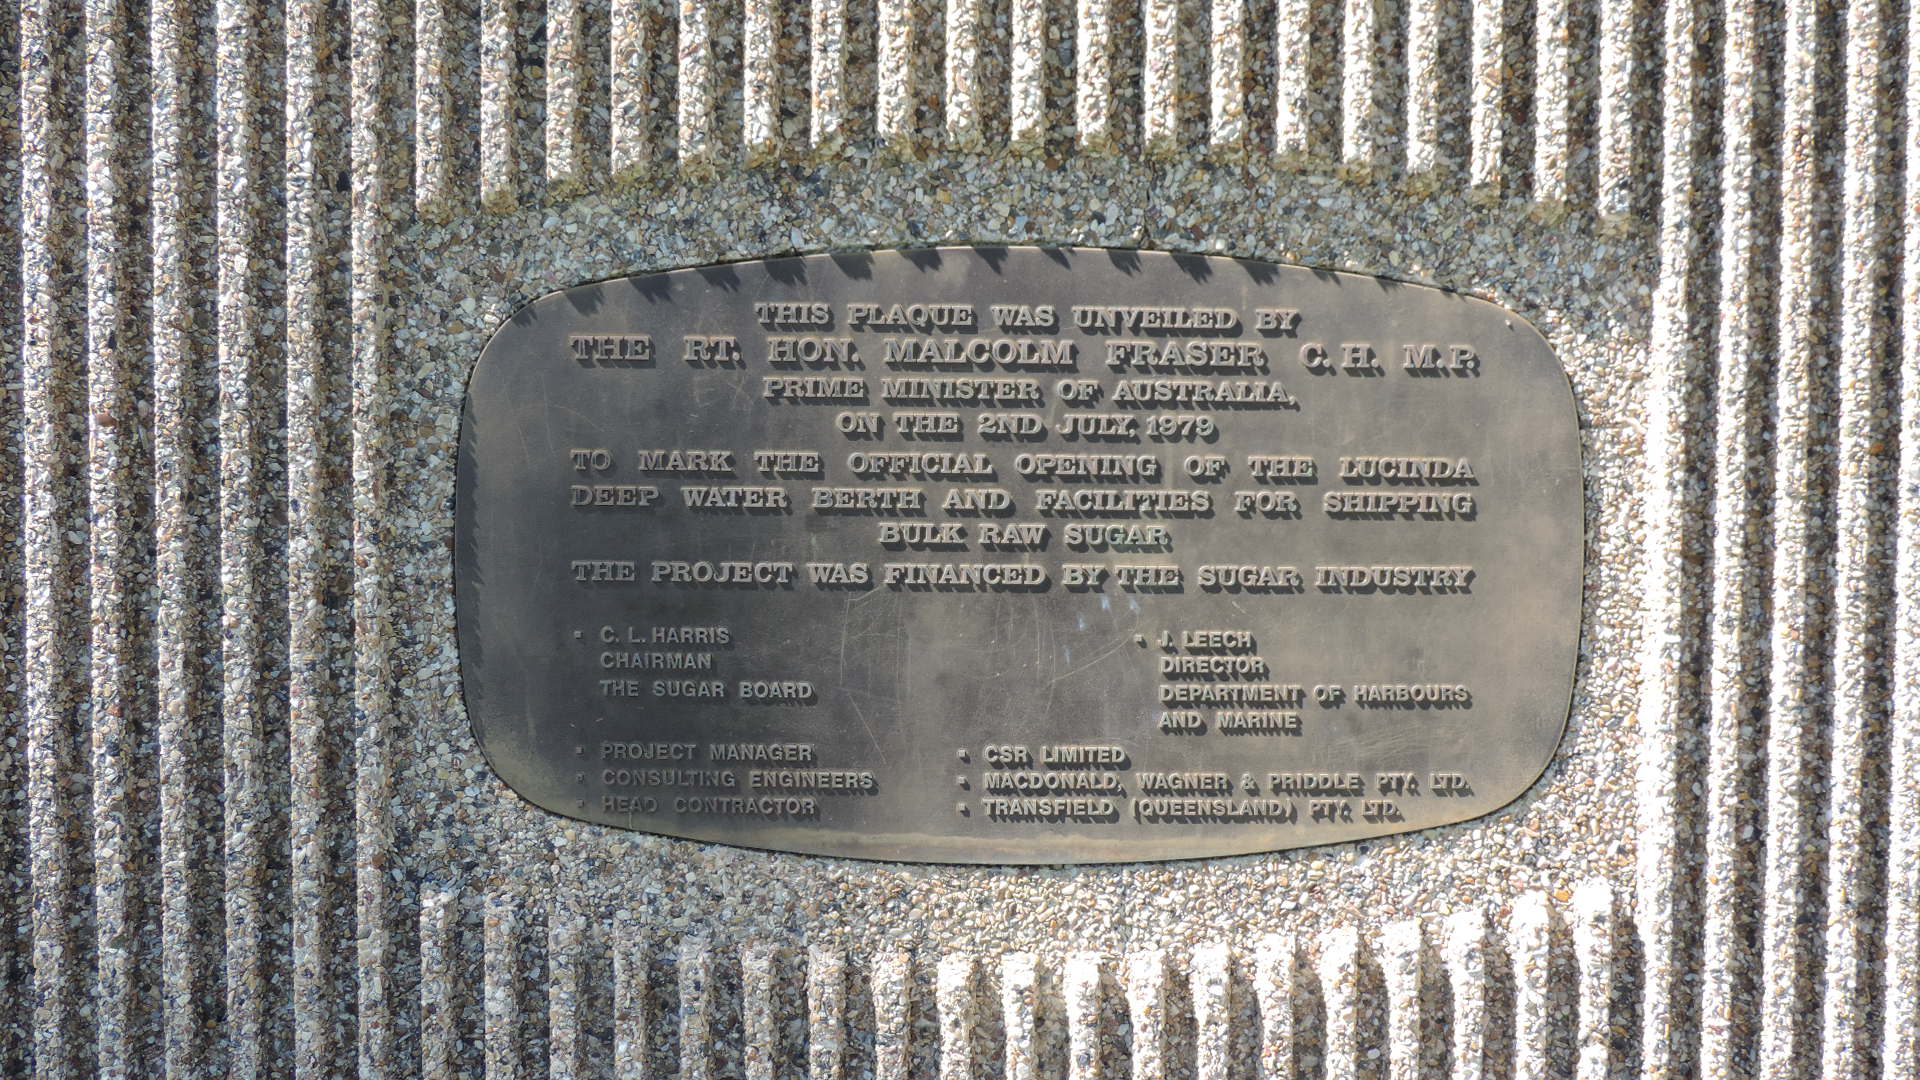 THIS PLAQUE WAS UNVEILED BY
THE RT. HON. MALCOLM FRASER C. H. M.P.
PRIME MINISTER OF AUSTRALIA,
ON THE 2ND JULY, 1979
TO MARK THE OFFICIAL OPENING OF THE LUCINDA
DEEP WATER BERTH AND FACILITIES FOR SHIPPING
BULK RAW SUGAR
THE PROJECT WAS FINANCED BY THE SUGAR INDUSTRY
▪ C. L. HARRIS
CHAIRMAN
THE SUGAR BOARD
▪ J. LEECH
DIRECTOR
DEPARTMENT OF HARBOURS
AND MARINE
▪ PROJECT MANAGER ▪ CSR LIMITED
▪ CONSULTING ENGINEERS ▪ MACDONALD, WAGNER & PRIDDLE PTY. LTD.
▪ HEAD CONTRACTOR ▪ TRANSFIELD (QUEENSLAND) PTY. LTD.